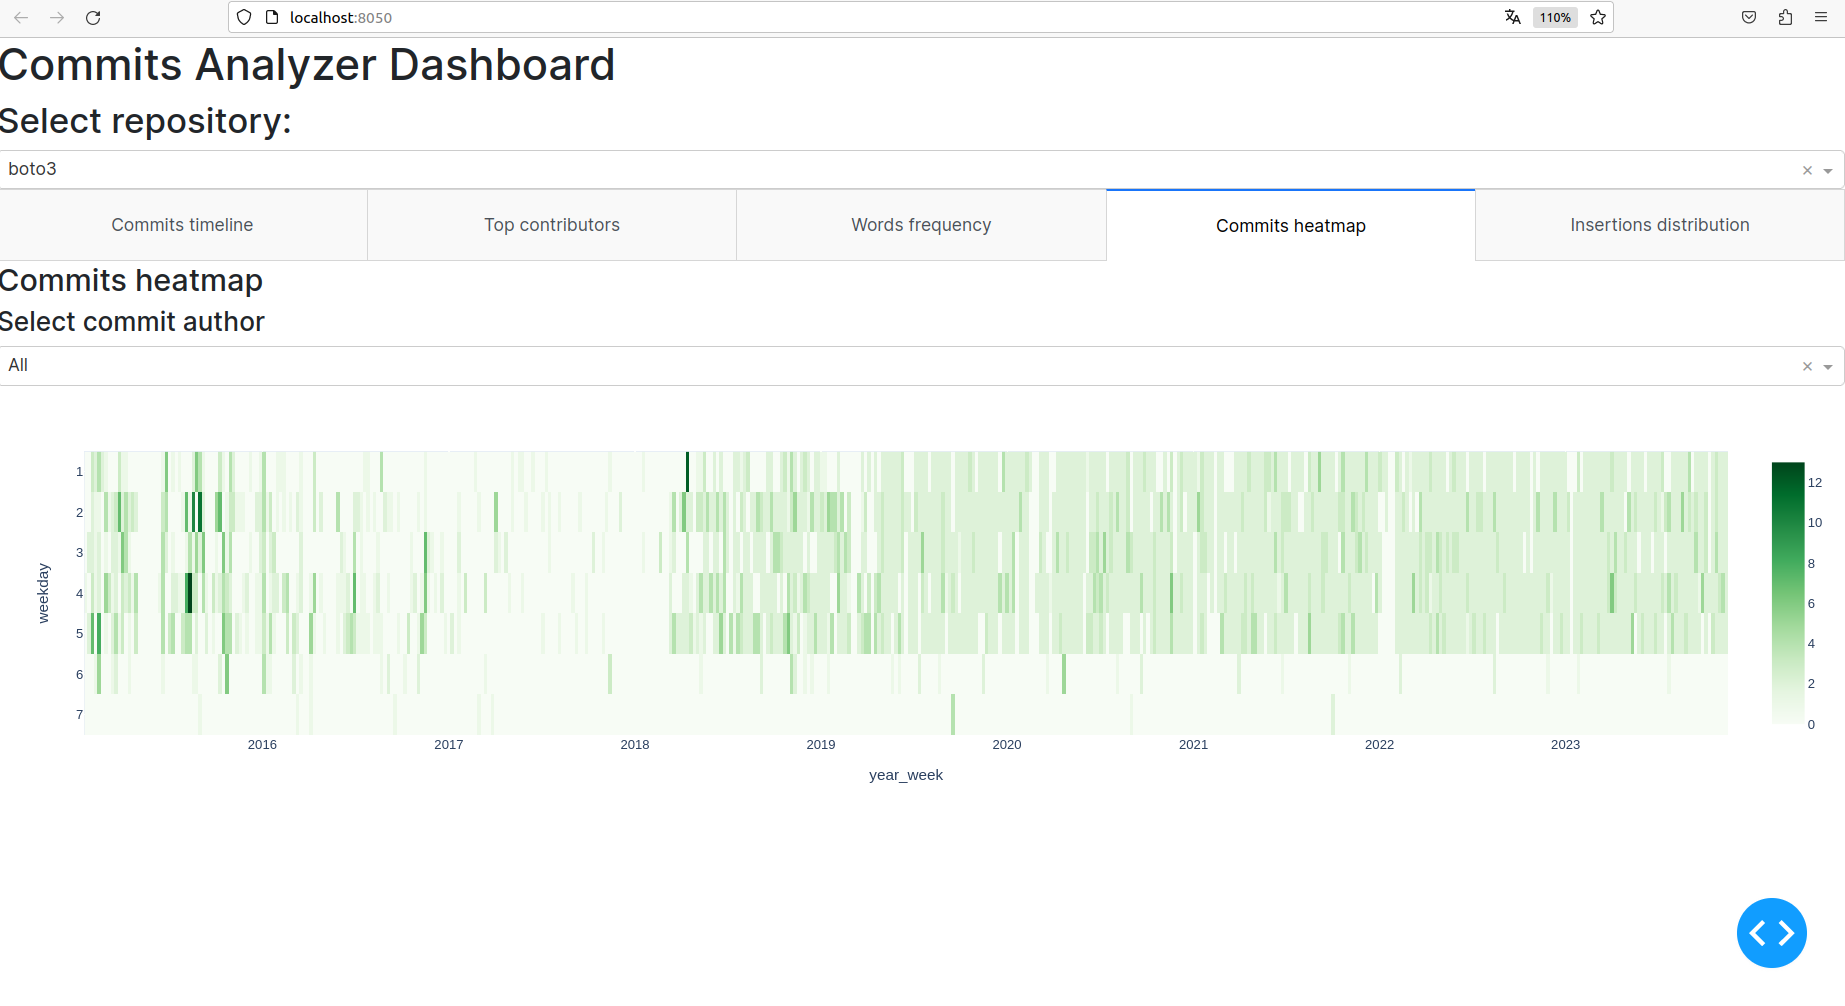 localhost:8050
110%
Commits Analyzer Dashboard
Select repository:
boto3
Commits timeline
Top contributors
Words frequency
Commits heatmap
Insertions distribution
Commits heatmap
Select commit author
All
weekday
1
2
3
4
5
6
7
2016
2017
2018
2019
2020
2021
2022
2023
year_week
12
10
8
6
4
2
0